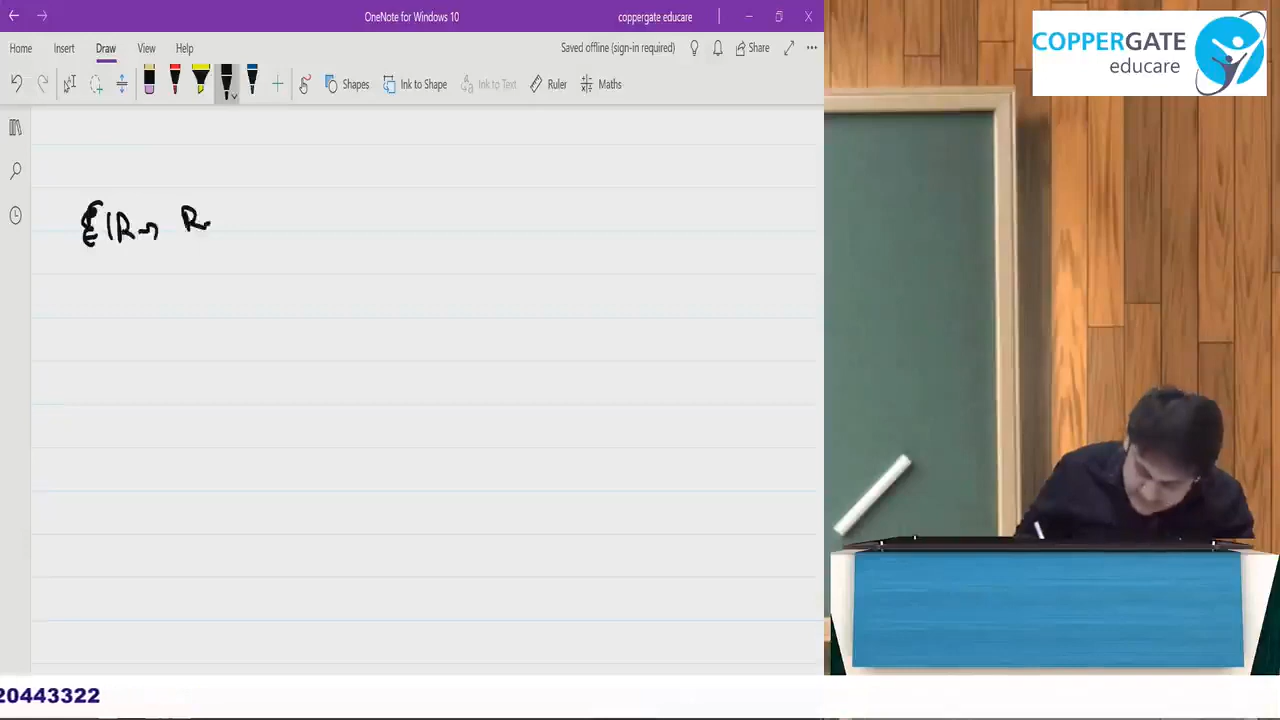 OneNote for Windows 10
coppergate educare
Home Insert Draw View Help
Saved offline (sign-in required)
Share
Shapes
Ink to Shape
Ink to Text
Ruler
Maths
COPPERGATE
educare
20443322